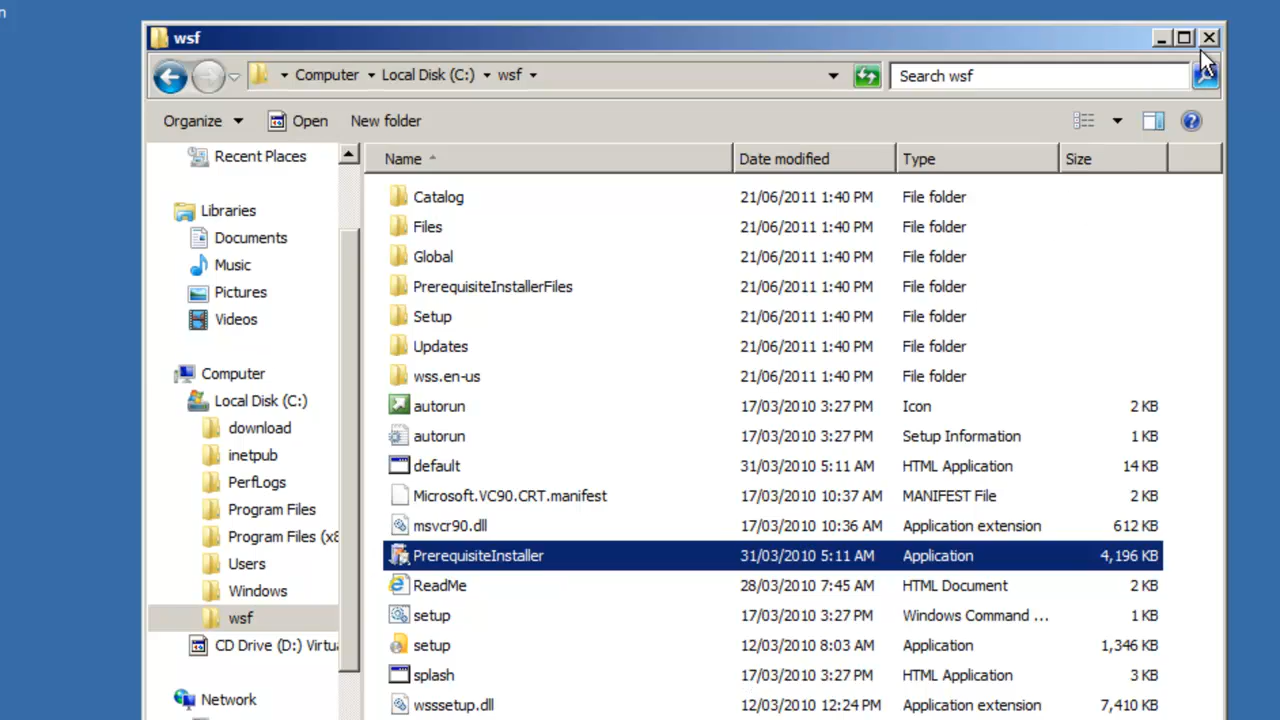 n
wsf
Computer Local Disk (C:) wsf
Search wsf
Organize Open New folder
Recent Places
Libraries
Documents
Music
Pictures
Videos
Computer
Local Disk (C:)
download
inetpub
PerfLogs
Program Files
Program Files (x8
Users
Windows
wsf
CD Drive (D:) Virtua
Network
Name Date modified Type Size
Catalog 21/06/2011 1:40 PM File folder
Files 21/06/2011 1:40 PM File folder
Global 21/06/2011 1:40 PM File folder
PrerequisiteInstallerFiles 21/06/2011 1:40 PM File folder
Setup 21/06/2011 1:40 PM File folder
Updates 21/06/2011 1:40 PM File folder
wss.en-us 21/06/2011 1:40 PM File folder
autorun 17/03/2010 3:27 PM Icon 2 KB
autorun 17/03/2010 3:27 PM Setup Information 1 KB
default 31/03/2010 5:11 AM HTML Application 14 KB
Microsoft.VC90.CRT.manifest 17/03/2010 10:37 AM MANIFEST File 2 KB
msvcr90.dll 17/03/2010 10:36 AM Application extension 612 KB
PrerequisiteInstaller 31/03/2010 5:11 AM Application 4,196 KB
ReadMe 28/03/2010 7:45 AM HTML Document 2 KB
setup 17/03/2010 3:27 PM Windows Command ... 1 KB
setup 12/03/2010 8:03 AM Application 1,346 KB
splash 17/03/2010 3:27 PM HTML Application 3 KB
wsssetup.dll 12/03/2010 12:24 PM Application extension 7,410 KB